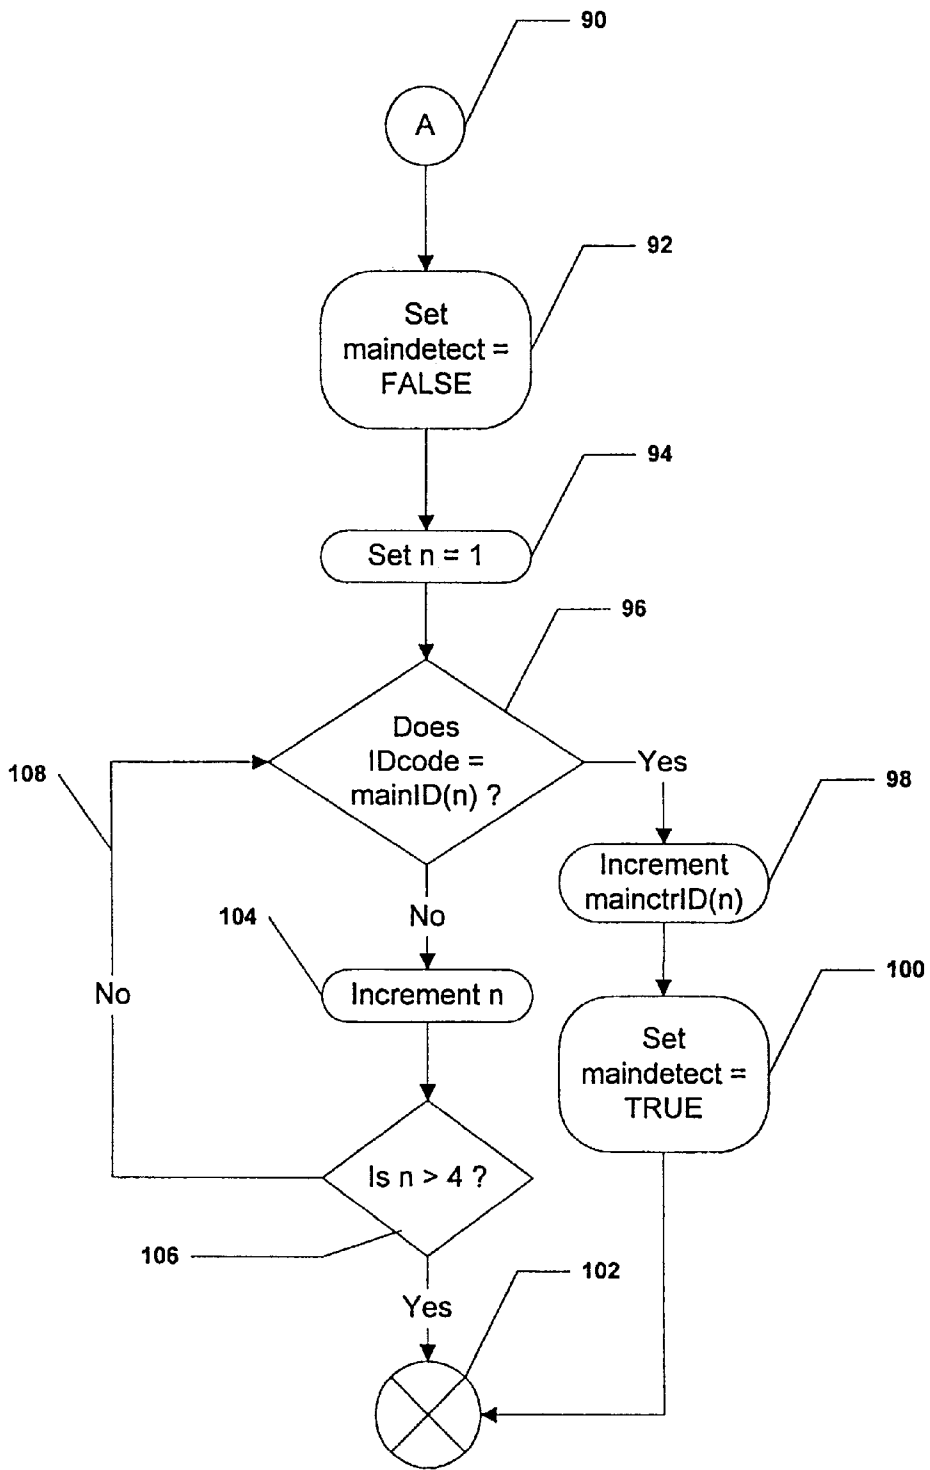 90
A
92
Set
maindetect =
FALSE
94
Set n = 1
96
Does
IDcode =
mainID(n) ?
Yes
108
98
Increment
mainctrID(n)
No
104
Increment n
100
No
Set
maindetect =
TRUE
Is n > 4 ?
106
102
Yes